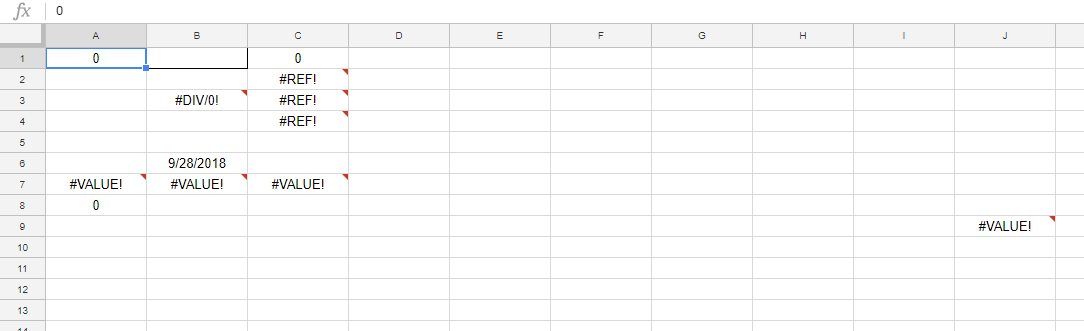 fx 0
A B C D E F G H I J
1 0 0
2 #REF!
3 #DIV/0! #REF!
4 #REF!
5
6 9/28/2018
7 #VALUE! #VALUE! #VALUE!
8 0
9 #VALUE!
10
11
12
13
14